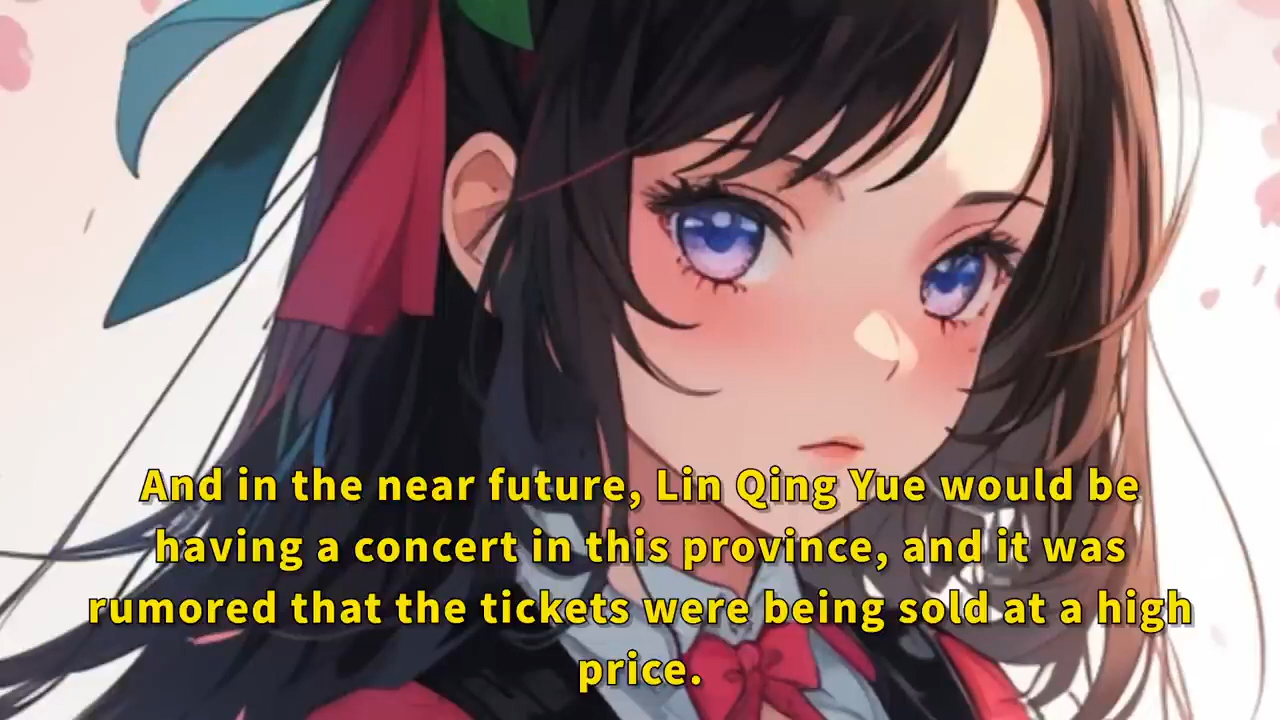 And in the near future, Lin Qing Yue would be
having a concert in this province, and it was
rumored that the tickets were being sold at a high
price.